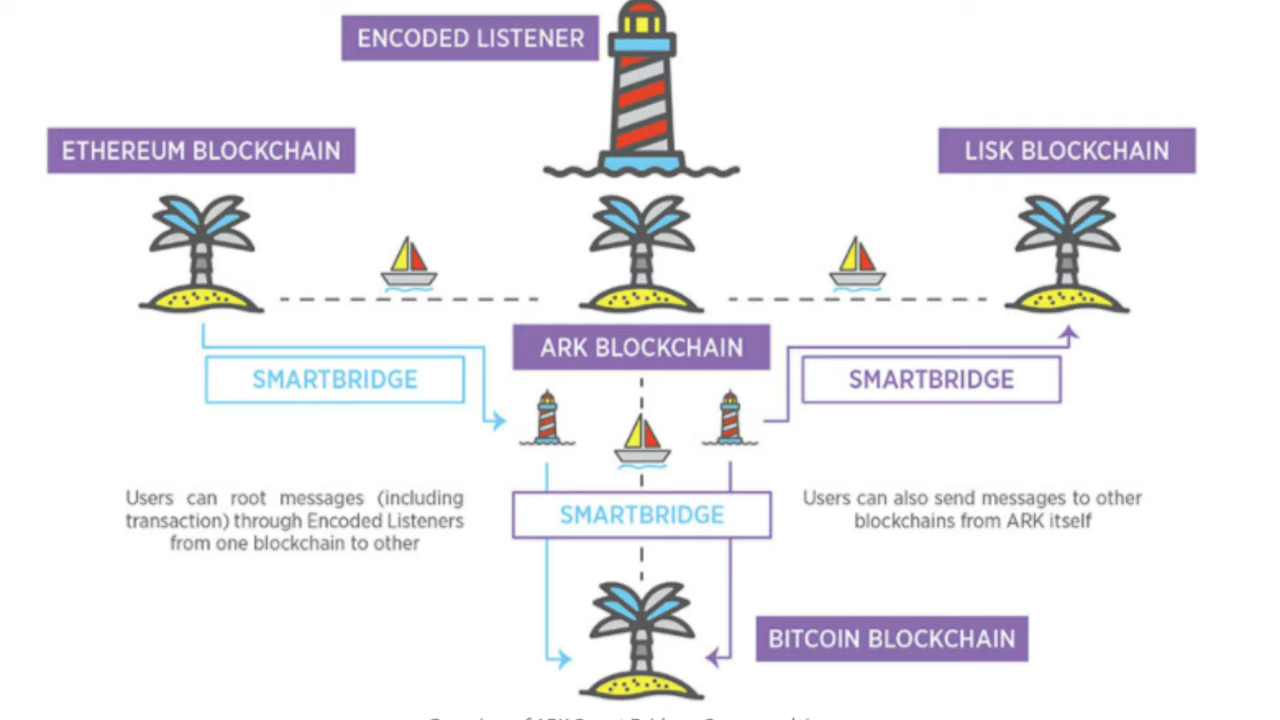 ENCODED LISTENER
ETHEREUM BLOCKCHAIN
LISK BLOCKCHAIN
ARK BLOCKCHAIN
SMARTBRIDGE
SMARTBRIDGE
Users can root messages (including
transaction) through Encoded Listeners
from one blockchain to other
SMARTBRIDGE
Users can also send messages to other
blockchains from ARK itself
BITCOIN BLOCKCHAIN